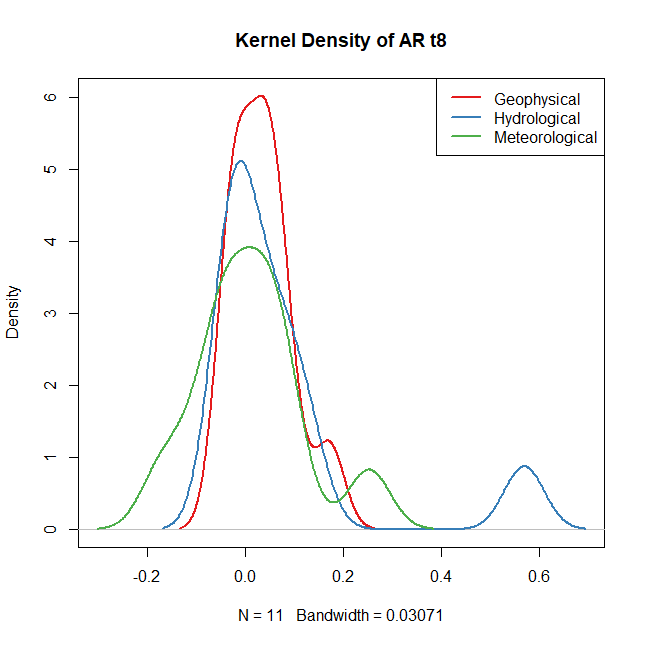 Kernel Density of AR t8
Geophysical
Hydrological
Meteorological
Density
6
5
4
3
2
1
0
-0.2 0.0 0.2 0.4 0.6
N = 11 Bandwidth = 0.03071